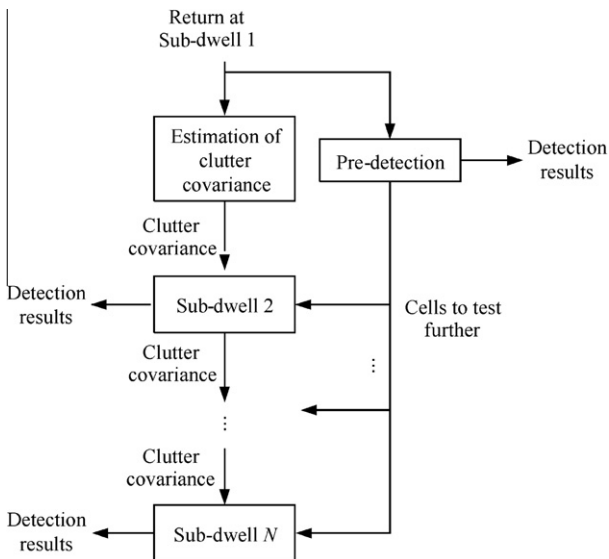 Return at
Sub-dwell 1
Estimation of
clutter
covariance
Pre-detection
Detection
results
Clutter
covariance
Detection
results
Sub-dwell 2
Cells to test
further
Clutter
covariance
...
...
Clutter
covariance
Detection
results
Sub-dwell N